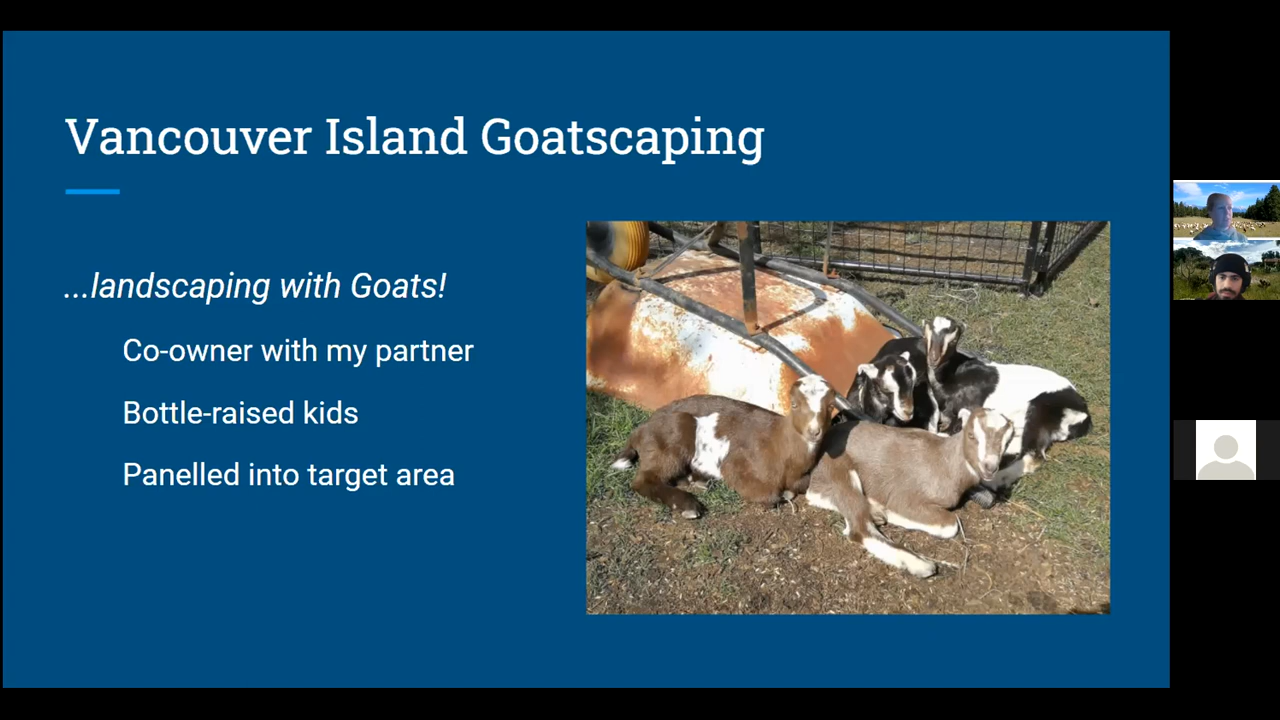 Vancouver Island Goatscaping
...landscaping with Goats!
Co-owner with my partner
Bottle-raised kids
Panelled into target area